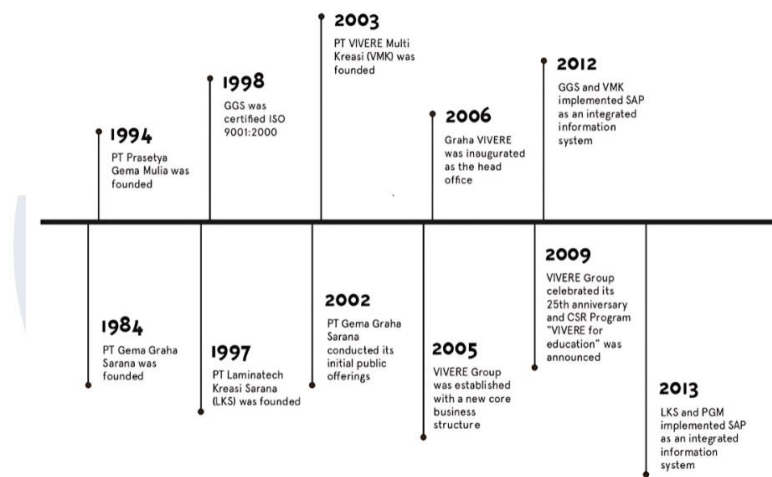 2003
PT VIVERE Multi
Kreasi (VMK) was
founded
2012
GGS and VMK
implemented SAP
as an integrated
information
system
1998
GGS was
certified ISO
9001:2000
2006
Graha VIVERE
was inaugurated
as the head
office
1994
PT Prasetya
Gema Mulia was
founded
1984
PT Gema Graha
Sarana was
founded
1997
PT Laminatech
Kreasi Sarana
(LKS) was founded
2002
PT Gema Graha
Sarana
conducted its
initial public
offerings
2005
VIVERE Group
was established
with a new core
business
structure
2009
VIVERE Group
celebrated its
25th anniversary
and CSR Program
"VIVERE for
education" was
announced
2013
LKS and PGM
implemented SAP
as an integrated
information
system